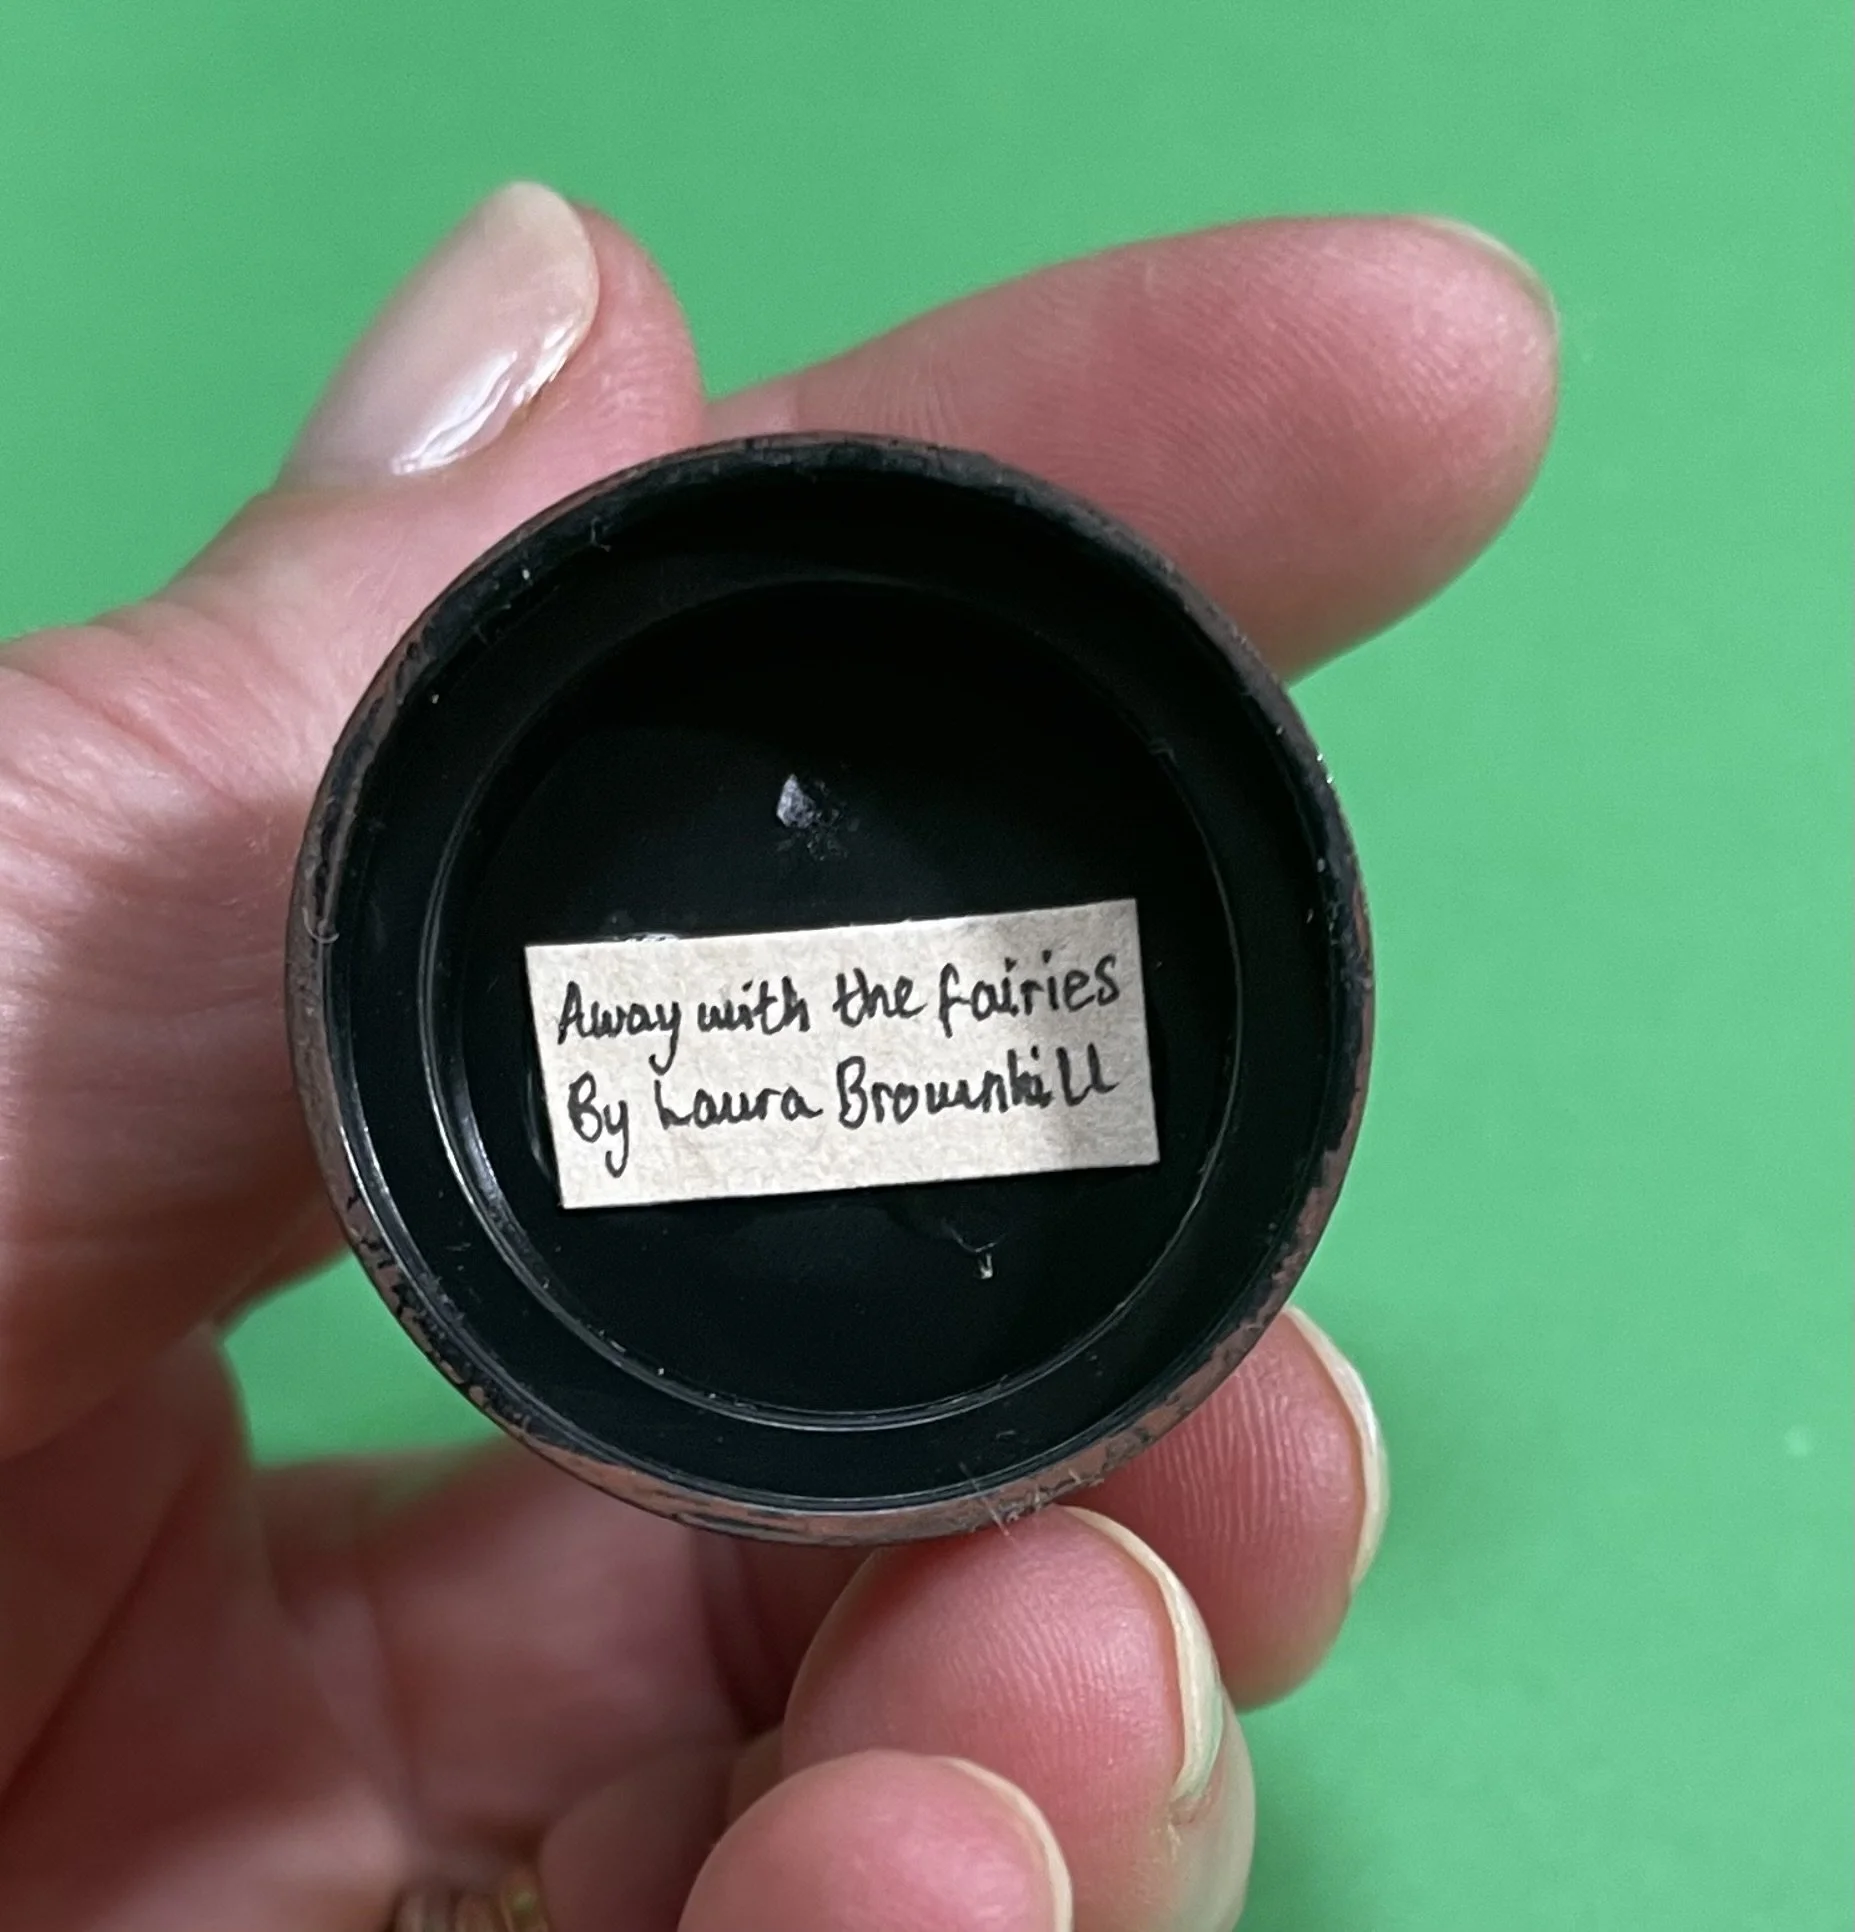 Away with the fairies
By Laura Brownhill